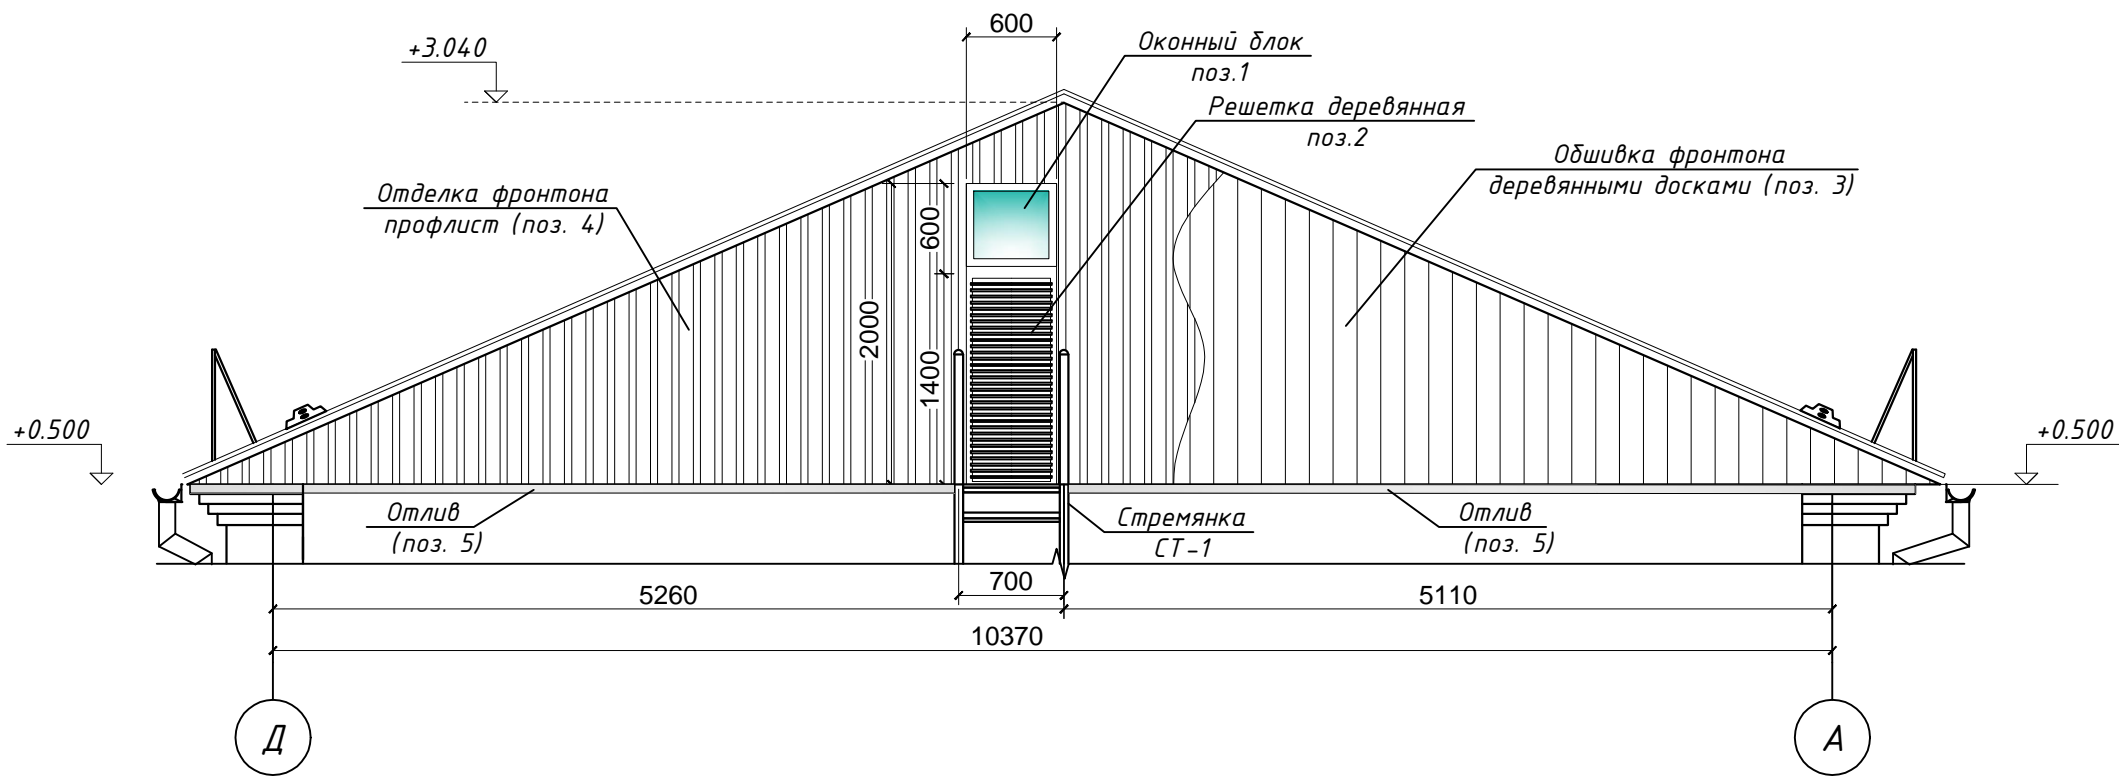 600
+3.040
Оконный блок
поз.1
Решетка деревянная
поз.2
Обшивка фронтона
деревянными досками (поз. 3)
Отделка фронтона
профлист (поз. 4)
600
2000
1400
+0.500
+0.500
Отлив
(поз. 5)
Стремянка
СТ-1
Отлив
(поз. 5)
700
5260
5110
10370
Д
А